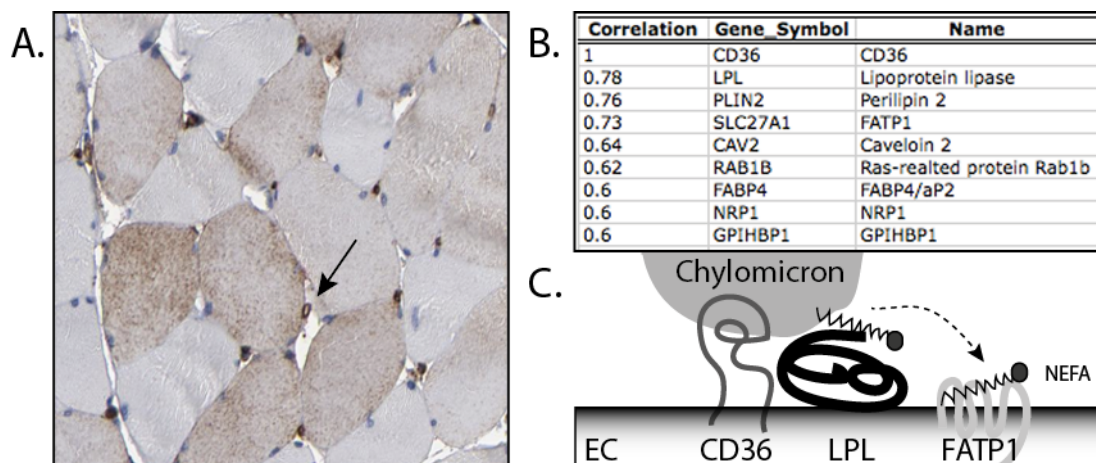 A.
B.
Correlation Gene_Symbol Name
1 CD36 CD36
0.78 LPL Lipoprotein lipase
0.76 PLIN2 Perilipin 2
0.73 SLC27A1 FATP1
0.64 CAV2 Caveloin 2
0.62 RAB1B Ras-realted protein Rab1b
0.6 FABP4 FABP4/aP2
0.6 NRP1 NRP1
0.6 GPIHBP1 GPIHBP1
C.
Chylomicron
NEFA
EC CD36 LPL FATP1